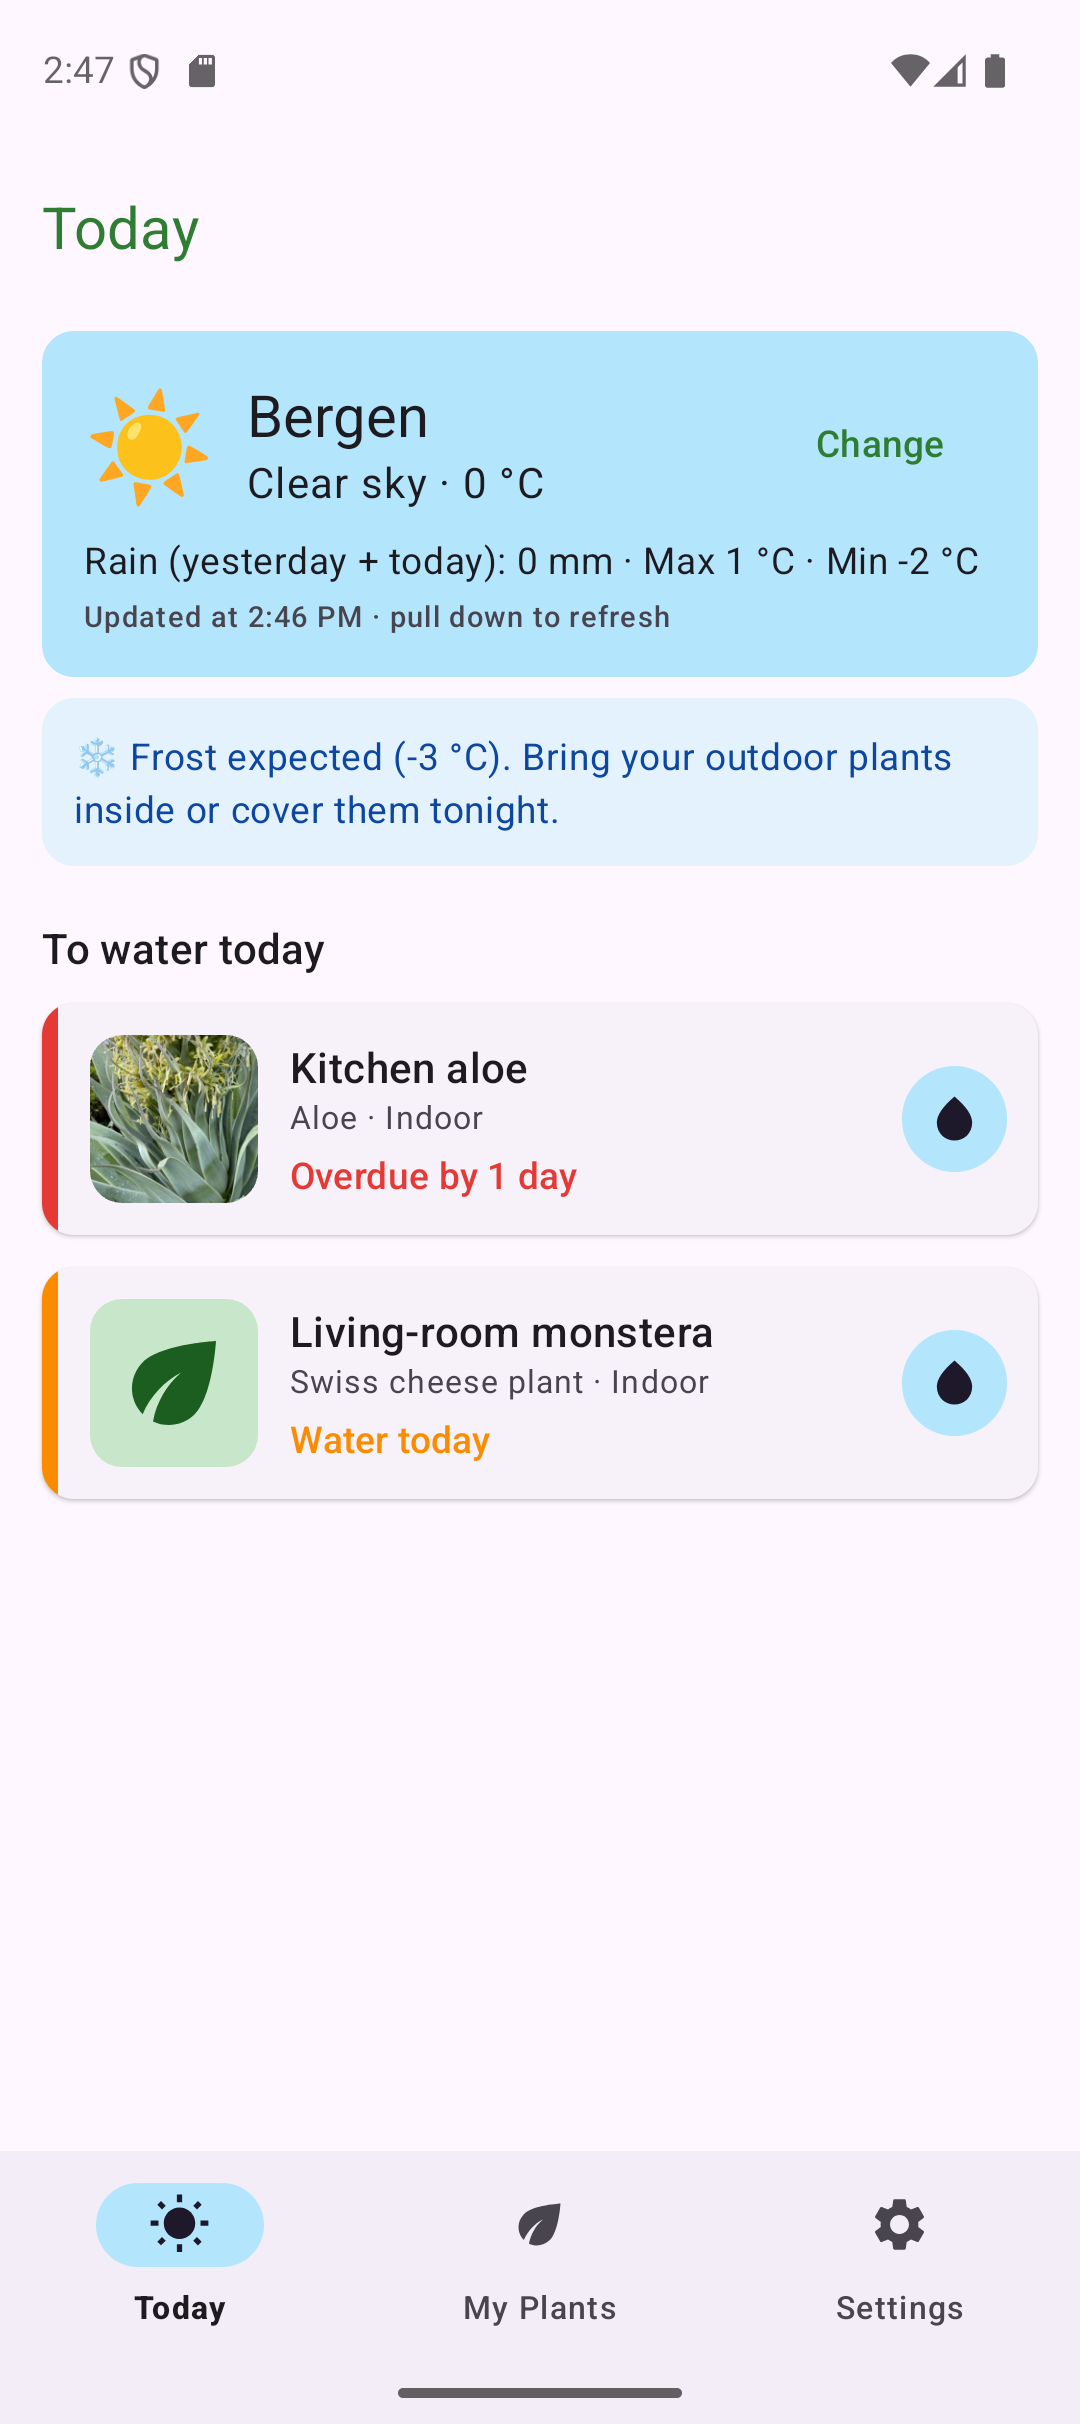 2:47
Today
Bergen
Change
Clear sky · 0 °C
Rain (yesterday + today): 0 mm · Max 1 °C · Min -2 °C
Updated at 2:46 PM · pull down to refresh
❄️ Frost expected (-3 °C). Bring your outdoor plants
inside or cover them tonight.
To water today
Kitchen aloe
Aloe · Indoor
Overdue by 1 day
Living-room monstera
Swiss cheese plant · Indoor
Water today
Today
My Plants
Settings